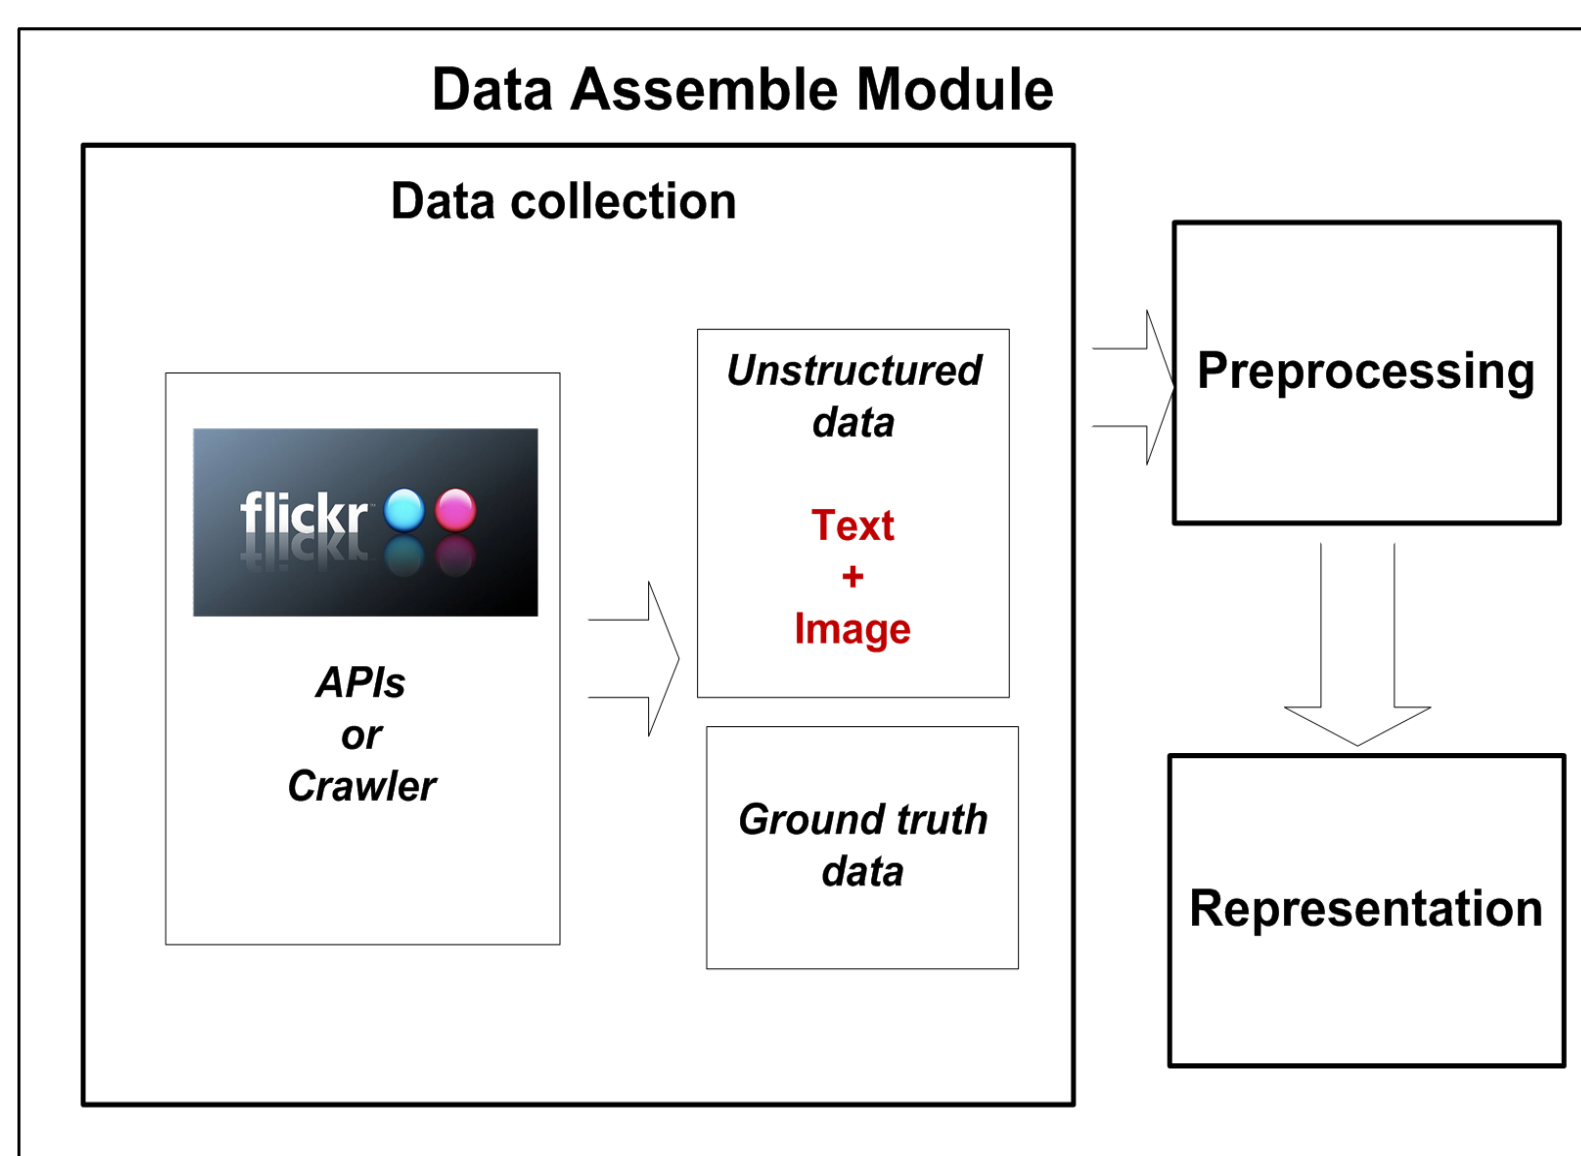 Data Assemble Module
Data collection
flickr
APIs
or
Crawler
Unstructured
data
Text
+
Image
Ground truth
data
Preprocessing
Representation